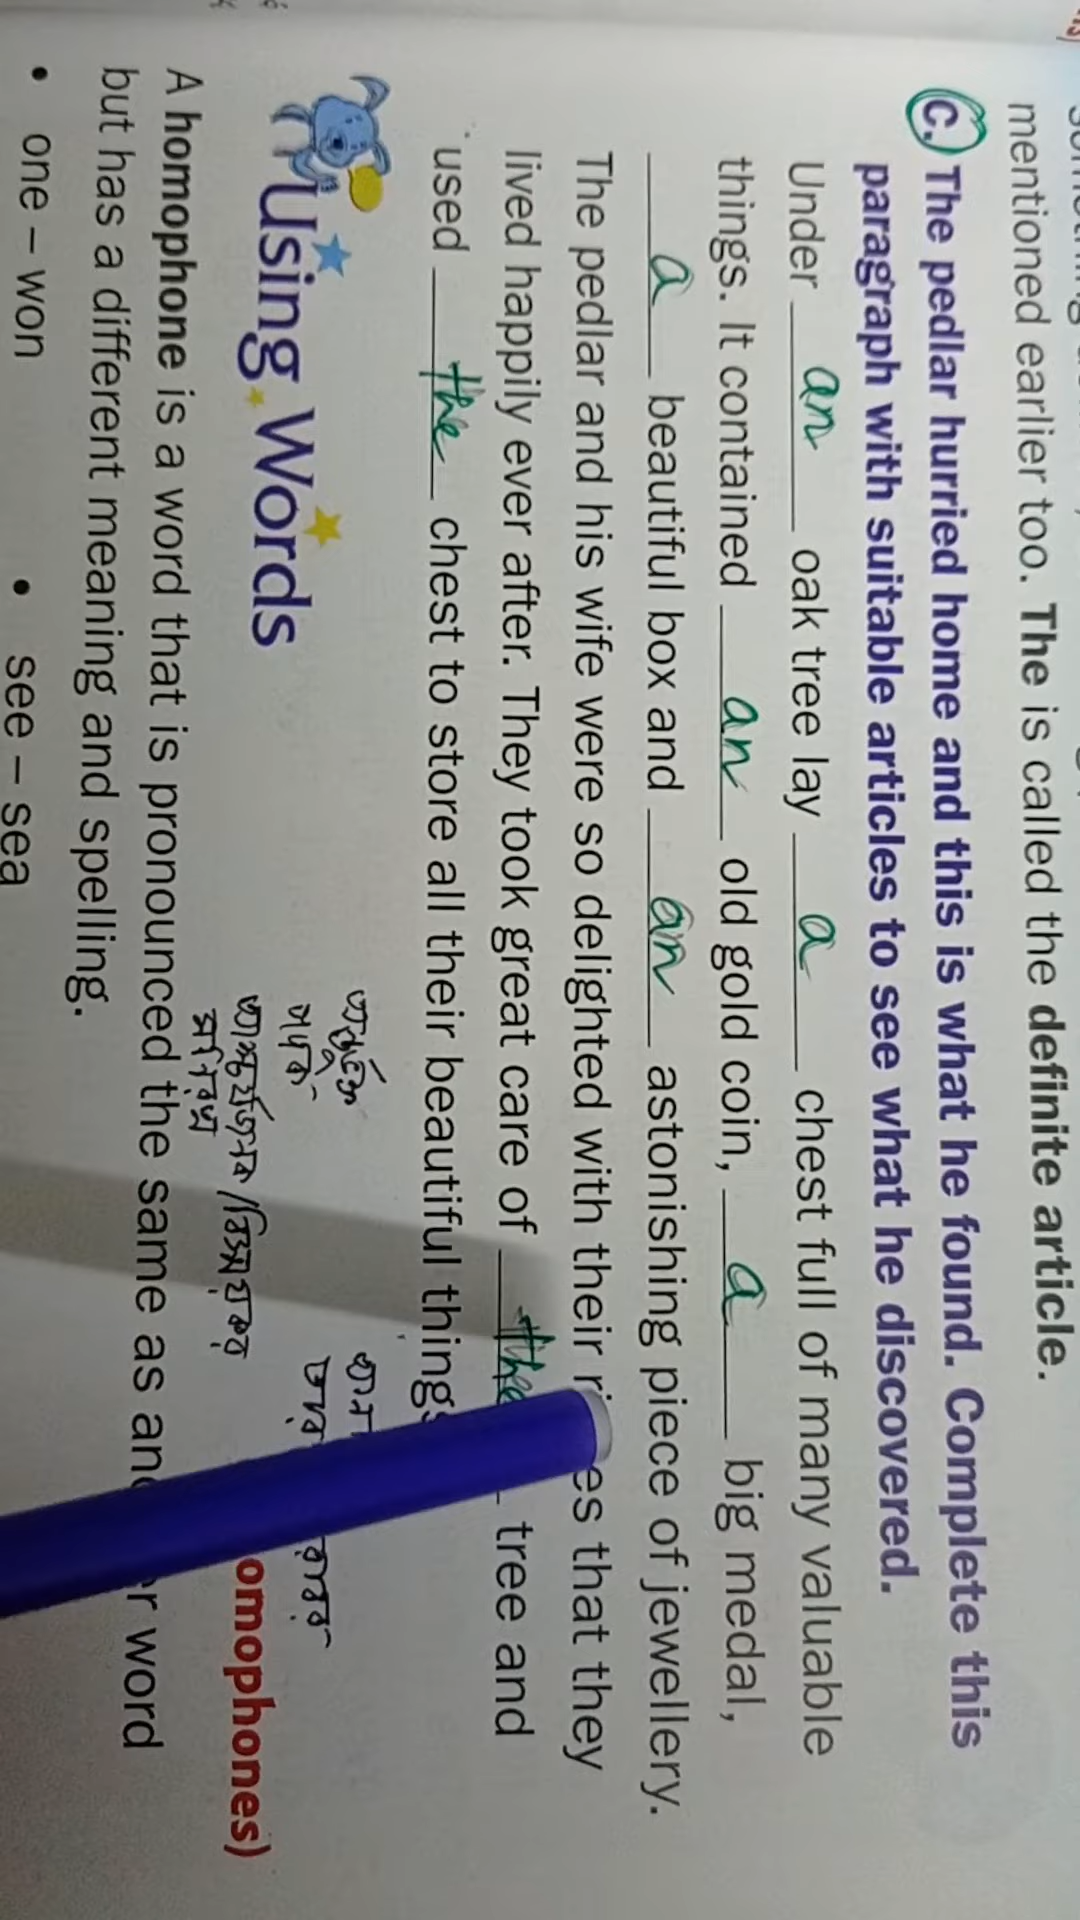 mentioned earlier too. The is called the definite article.
C. The pedlar hurried home and this is what he found. Complete this
paragraph with suitable articles to see what he discovered.
Under an oak tree lay a chest full of many valuable
things. It contained an old gold coin, a big medal,
a beautiful box and an astonishing piece of jewellery.
The pedlar and his wife were so delighted with their that they
lived happily ever after. They took great care of the tree and
used the chest to store all their beautiful things
Using Words
omophones)
A homophone is a word that is pronounced the same as word
but has a different meaning and spelling.
• one – won • see – sea